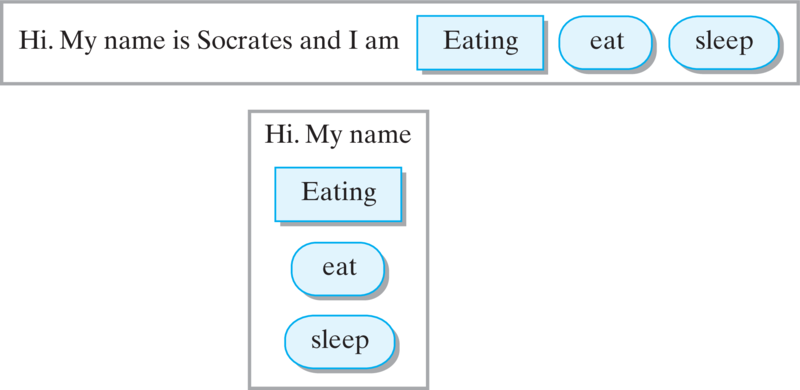 Hi. My name is Socrates and I am Eating eat sleep
Hi. My name
Eating
eat
sleep